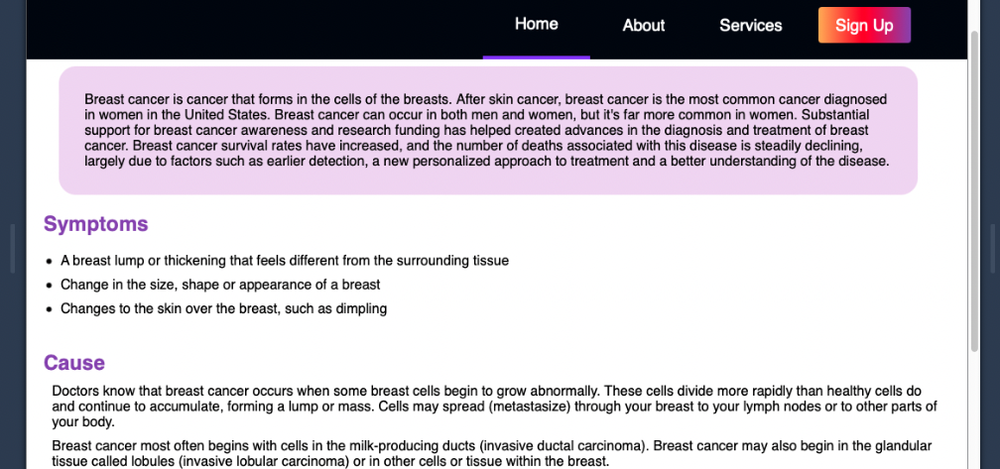 Home About Services Sign Up
Breast cancer is cancer that forms in the cells of the breasts. After skin cancer, breast cancer is the most common cancer diagnosed
in women in the United States. Breast cancer can occur in both men and women, but it's far more common in women. Substantial
support for breast cancer awareness and research funding has helped created advances in the diagnosis and treatment of breast
cancer. Breast cancer survival rates have increased, and the number of deaths associated with this disease is steadily declining,
largely due to factors such as earlier detection, a new personalized approach to treatment and a better understanding of the disease.
Symptoms
• A breast lump or thickening that feels different from the surrounding tissue
• Change in the size, shape or appearance of a breast
• Changes to the skin over the breast, such as dimpling
Cause
Doctors know that breast cancer occurs when some breast cells begin to grow abnormally. These cells divide more rapidly than healthy cells do
and continue to accumulate, forming a lump or mass. Cells may spread (metastasize) through your breast to your lymph nodes or to other parts of
your body.
Breast cancer most often begins with cells in the milk-producing ducts (invasive ductal carcinoma). Breast cancer may also begin in the glandular
tissue called lobules (invasive lobular carcinoma) or in other cells or tissue within the breast.